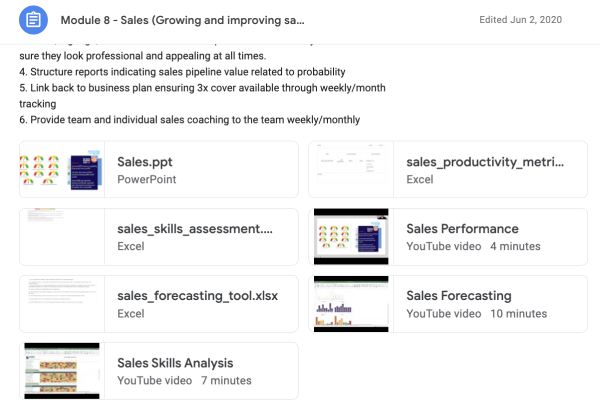 Module 8 - Sales (Growing and improving sa...
Edited Jun 2, 2020
sure they look professional and appealing at all times.
4. Structure reports indicating sales pipeline value related to probability
5. Link back to business plan ensuring 3x cover available through weekly/month
tracking
6. Provide team and individual sales coaching to the team weekly/monthly
Sales.ppt
PowerPoint
sales_productivity_metri...
Excel
sales_skills_assessment....
Excel
Sales Performance
YouTube video 4 minutes
sales_forecasting_tool.xlsx
Excel
Sales Forecasting
YouTube video 10 minutes
Sales Skills Analysis
YouTube video 7 minutes